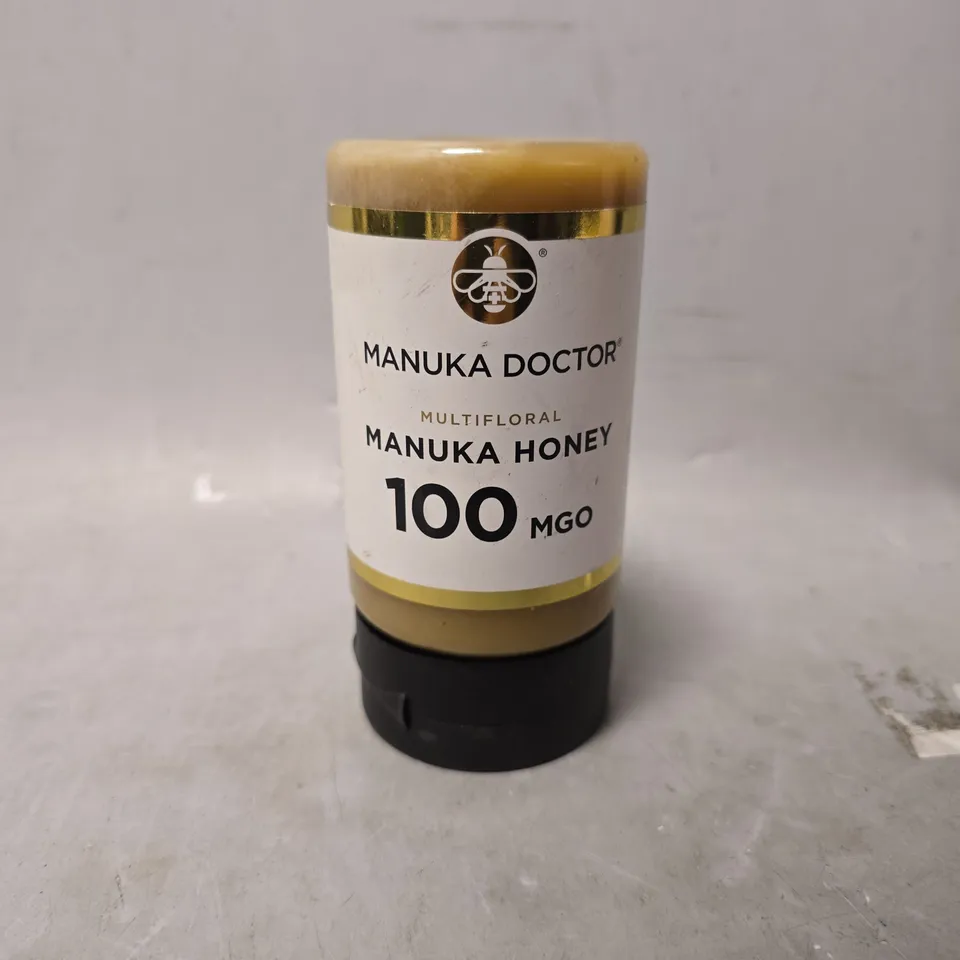 ®
MANUKA DOCTOR®
MULTIFLORAL
MANUKA HONEY
100 MGO